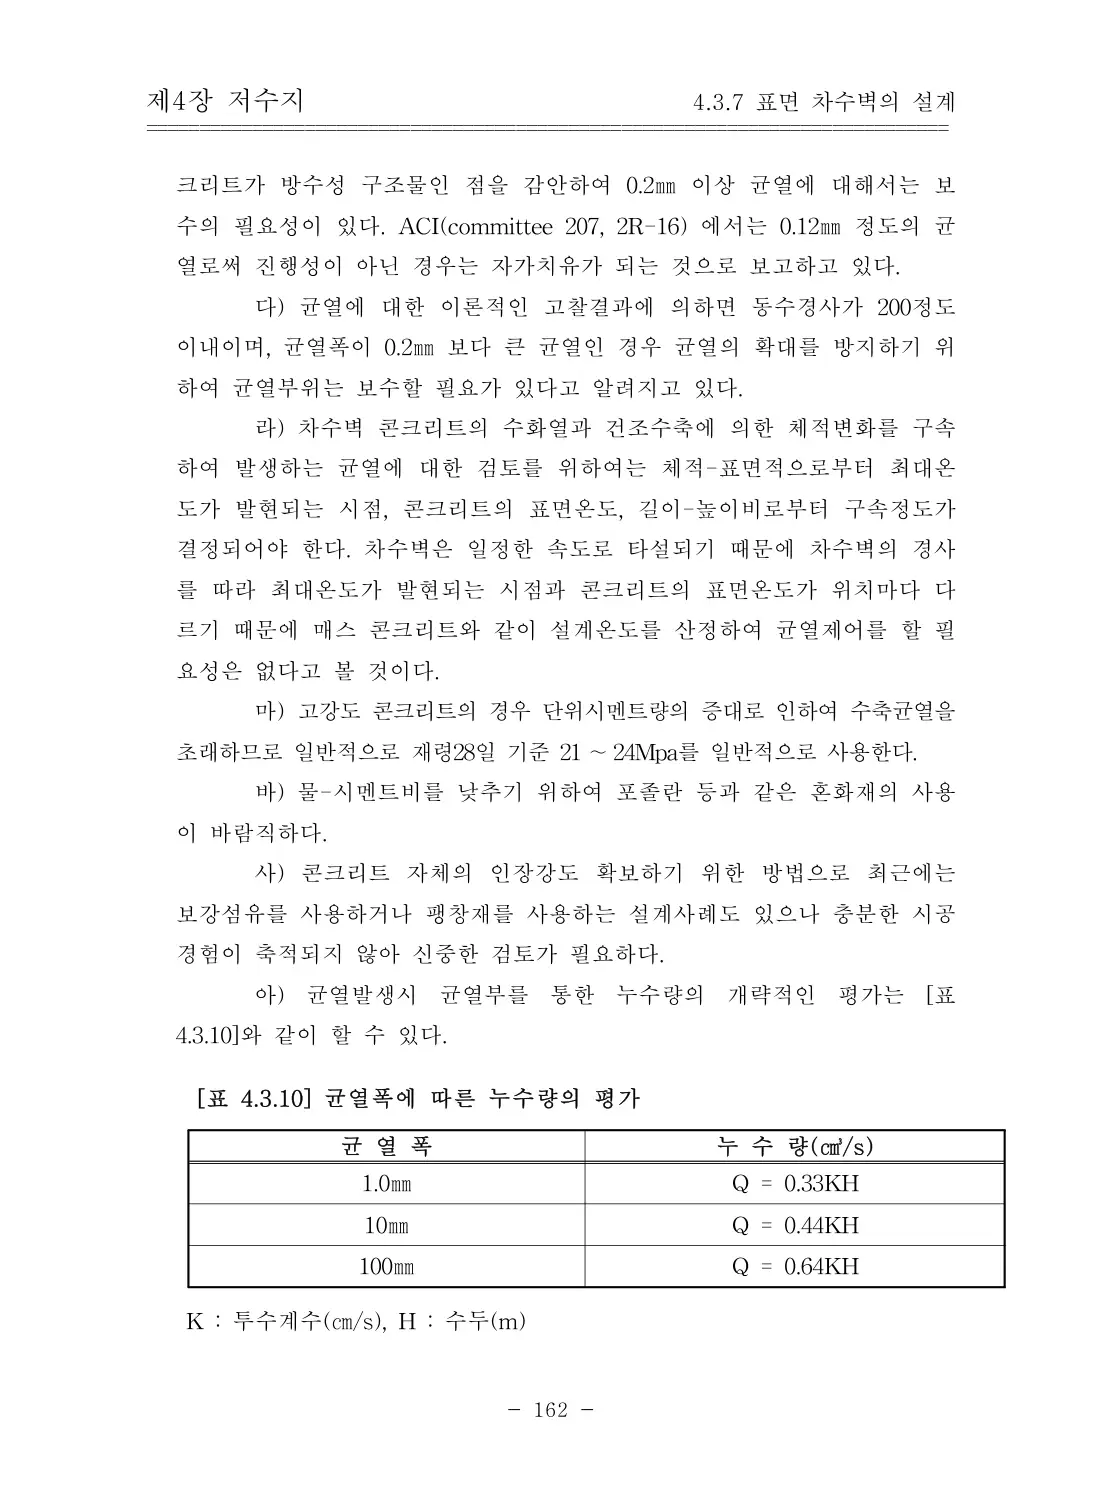 제4장 저수지 4.3.7 표면 차수벽의 설계
크리트가 방수성 구조물인 점을 감안하여 0.2㎜ 이상 균열에 대해서는 보
수의 필요성이 있다. ACI(committee 207, 2R-16) 에서는 0.12㎜ 정도의 균
열로써 진행성이 아닌 경우는 자가치유가 되는 것으로 보고하고 있다.
다) 균열에 대한 이론적인 고찰결과에 의하면 동수경사가 200정도
이내이며, 균열폭이 0.2㎜ 보다 큰 균열인 경우 균열의 확대를 방지하기 위
하여 균열부위는 보수할 필요가 있다고 알려지고 있다.
라) 차수벽 콘크리트의 수화열과 건조수축에 의한 체적변화를 구속
하여 발생하는 균열에 대한 검토를 위하여는 체적-표면적으로부터 최대온
도가 발현되는 시점, 콘크리트의 표면온도, 길이-높이비로부터 구속정도가
결정되어야 한다. 차수벽은 일정한 속도로 타설되기 때문에 차수벽의 경사
를 따라 최대온도가 발현되는 시점과 콘크리트의 표면온도가 위치마다 다
르기 때문에 매스 콘크리트와 같이 설계온도를 산정하여 균열제어를 할 필
요성은 없다고 볼 것이다.
마) 고강도 콘크리트의 경우 단위시멘트량의 증대로 인하여 수축균열을
초래하므로 일반적으로 재령28일 기준 21 ~ 24Mpa를 일반적으로 사용한다.
바) 물-시멘트비를 낮추기 위하여 포졸란 등과 같은 혼화재의 사용
이 바람직하다.
사) 콘크리트 자체의 인장강도 확보하기 위한 방법으로 최근에는
보강섬유를 사용하거나 팽창재를 사용하는 설계사례도 있으나 충분한 시공
경험이 축적되지 않아 신중한 검토가 필요하다.
아) 균열발생시 균열부를 통한 누수량의 개략적인 평가는 [표
4.3.10]와 같이 할 수 있다.
[표 4.3.10] 균열폭에 따른 누수량의 평가
균 열 폭 누 수 량(㎤/s)
1.0㎜ Q = 0.33KH
10㎜ Q = 0.44KH
100㎜ Q = 0.64KH
K : 투수계수(㎝/s), H : 수두(m)
- 162 -